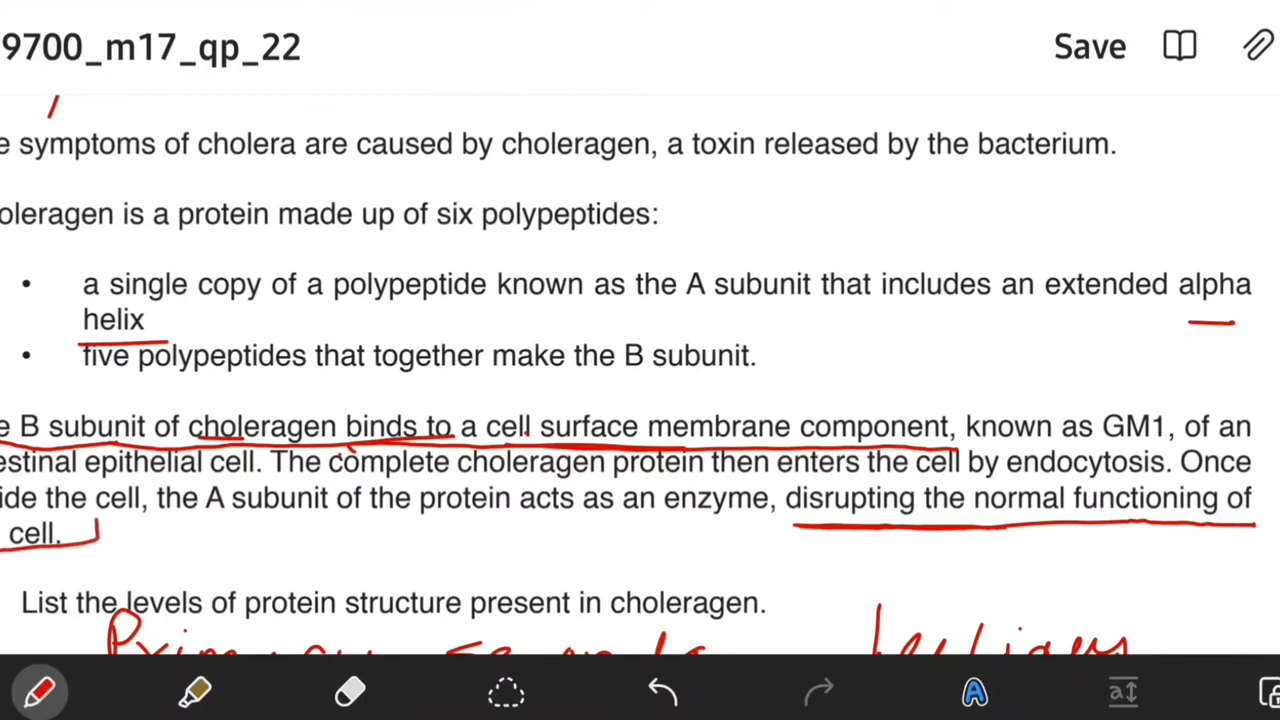 9700_m17_qp_22
Save
e symptoms of cholera are caused by choleragen, a toxin released by the bacterium.
oleragen is a protein made up of six polypeptides:
• a single copy of a polypeptide known as the A subunit that includes an extended alpha
helix
• five polypeptides that together make the B subunit.
e B subunit of choleragen binds to a cell surface membrane component, known as GM1, of an
estinal epithelial cell. The complete choleragen protein then enters the cell by endocytosis. Once
ide the cell, the A subunit of the protein acts as an enzyme, disrupting the normal functioning of
cell.
List the levels of protein structure present in choleragen.